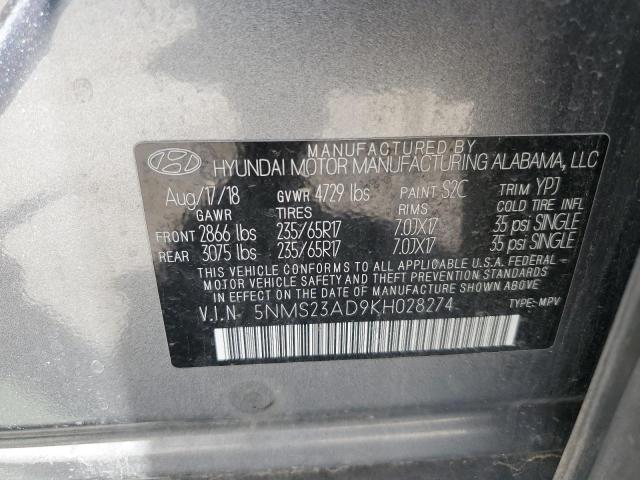 MANUFACTURED BY
HYUNDAI MOTOR MANUFACTURING ALABAMA, LLC
Aug/17/18 GVWR 4729 lbs PAINT S2C TRIM YPJ
GAWR TIRES RIMS COLD TIRE INFL
FRONT 2866 lbs 235/65R17 7.0JX17 35 psi SINGLE
REAR 3075 lbs 235/65R17 7.0JX17 35 psi SINGLE
THIS VEHICLE CONFORMS TO ALL APPLICABLE U.S.A. FEDERAL
MOTOR VEHICLE SAFETY AND THEFT PREVENTION STANDARDS
IN EFFECT ON THE DATE OF MANUFACTURE SHOWN ABOVE.
V.I.N 5NMS23AD9KH028274 TYPE: MPV